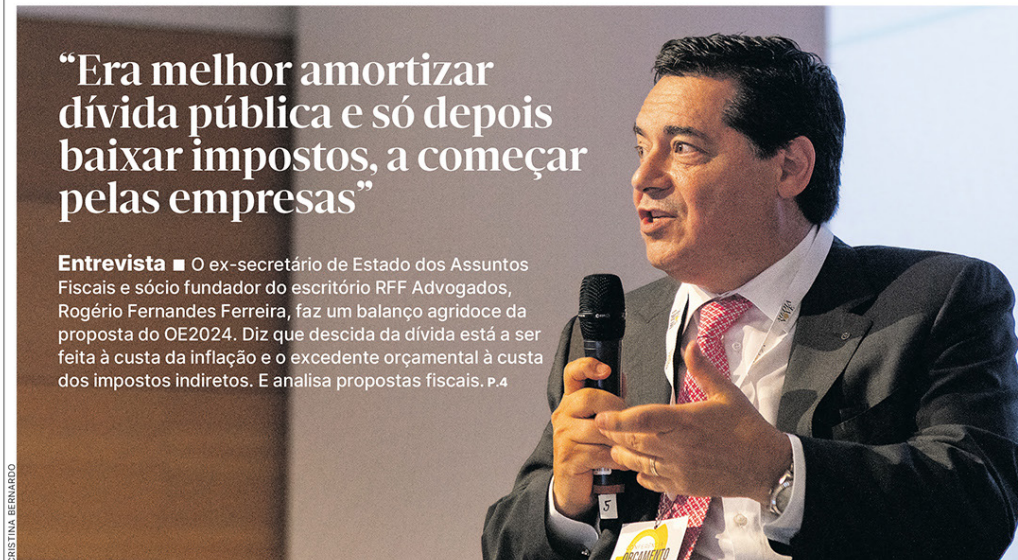 “Era melhor amortizar
dívida pública e só depois
baixar impostos, a começar
pelas empresas”
Entrevista ■ O ex-secretário de Estado dos Assuntos
Fiscais e sócio fundador do escritório RFF Advogados,
Rogério Fernandes Ferreira, faz um balanço agridoce da
proposta do OE2024. Diz que descida da dívida está a ser
feita à custa da inflação e o excedente orçamental à custa
dos impostos indiretos. E analisa propostas fiscais. P.4
CRISTINA BERNARDO
5
ORÇAMENTO